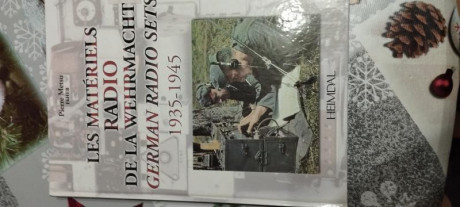 LES MATÉRIELS
RADIO
DE LA WEHRMACHT
GERMAN RADIO SETS
1935-1945
HEIMDAL